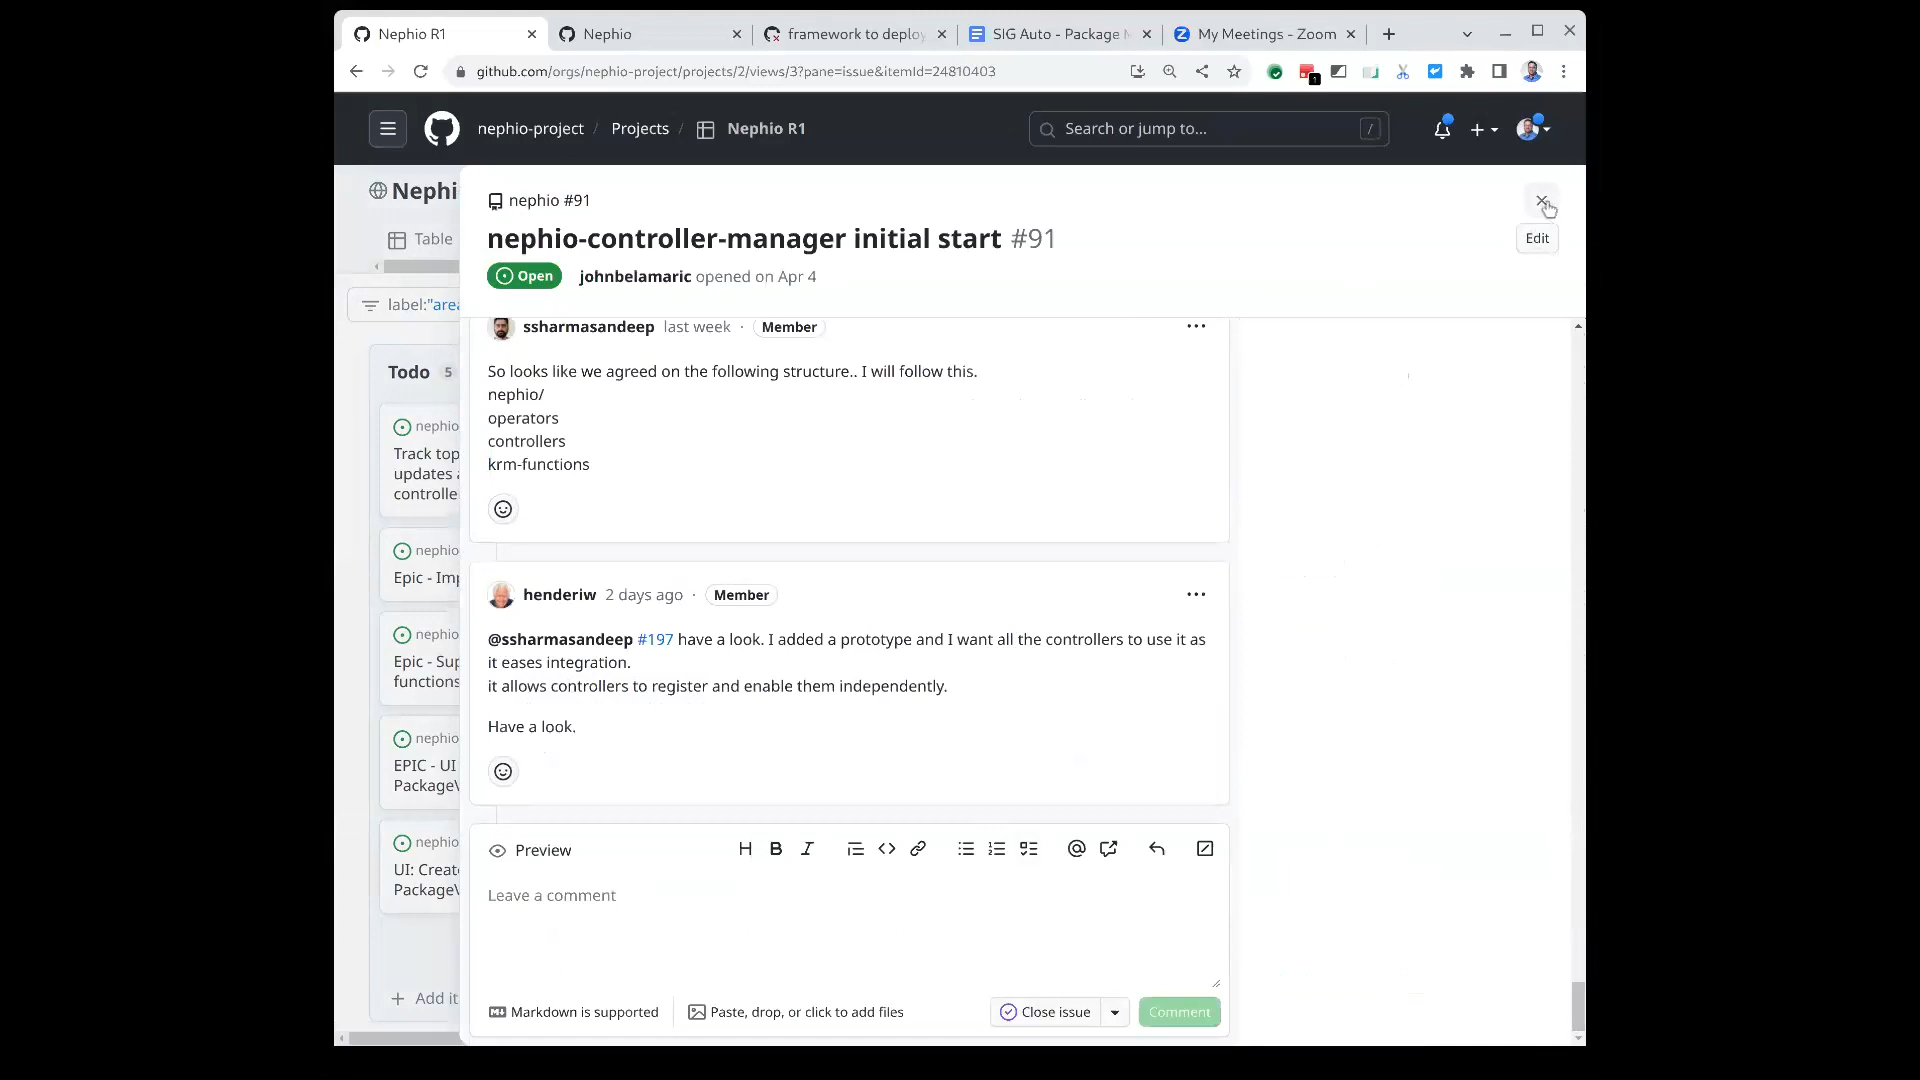 Nephio R1
Nephio
framework to deploy
SIG Auto - Package M
My Meetings - Zoom
github.com/orgs/nephio-project/projects/2/views/3?pane=issue&itemId=24810403
1
nephio-project / Projects / Nephio R1
Search or jump to...
/
Nephi
Table
label:"area
Todo 5
nephio
Track top
updates a
controlle
nephio
Epic - Imp
nephio
Epic - Sup
functions
nephio
EPIC - UI
PackageV
nephio
UI: Create
PackageV
Add it
nephio #91
nephio-controller-manager initial start #91
Edit
Open
johnbelamaric opened on Apr 4
ssharmasandeep last week · Member
So looks like we agreed on the following structure.. I will follow this.
nephio/
operators
controllers
krm-functions
henderiw 2 days ago · Member
@ssharmasandeep #197 have a look. I added a prototype and I want all the controllers to use it as
it eases integration.
it allows controllers to register and enable them independently.
Have a look.
Preview
Leave a comment
Markdown is supported
Paste, drop, or click to add files
Close issue
Comment